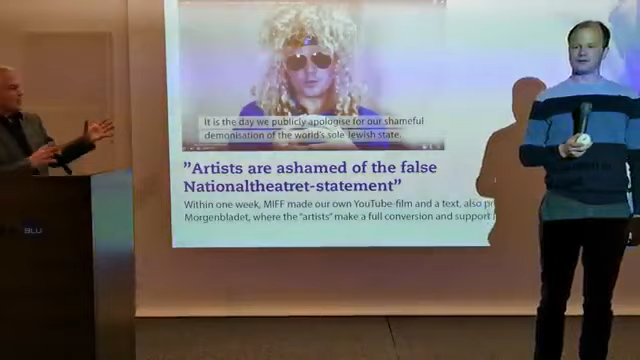 It is the day we publicly apologise for our shameful
demonisation of the world's sole Jewish state.
"Artists are ashamed of the false
Nationaltheatret-statement"
Within one week, MIFF made our own YouTube-film and a text, also
Morgenbladet, where the "artists" make a full conversion and support
BLU